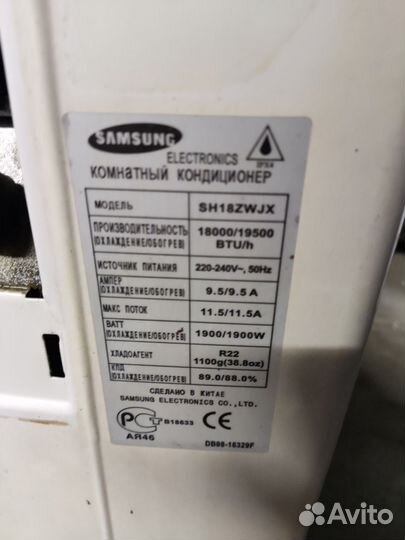 SAMSUNG
ELECTRONICS
IP54
КОМНАТНЫЙ КОНДИЦИОНЕР
МОДЕЛЬ SH18ZWJX
ПРОИЗВОДИТЕЛЬНОСТЬ (ОХЛАЖДЕНИЕ/ОБОГРЕВ) 18000/19500 BTU/h
ИСТОЧНИК ПИТАНИЯ 220-240V~, 50Hz
АМПЕР (ОХЛАЖДЕНИЕ/ОБОГРЕВ) 9.5/9.5 A
МАКС ПОТОК 11.5/11.5A
ВАТТ (ОХЛАЖДЕНИЕ/ОБОГРЕВ) 1900/1900W
ХЛАДОАГЕНТ R22 1100g(38.8oz)
КПД (ОХЛАЖДЕНИЕ/ОБОГРЕВ) 89.0/88.0%
СДЕЛАНО В КИТАЕ
SAMSUNG ELECTRONICS CO.,LTD.
РСТ B18633 CE
АЯ46
DB98-16329F
Avito